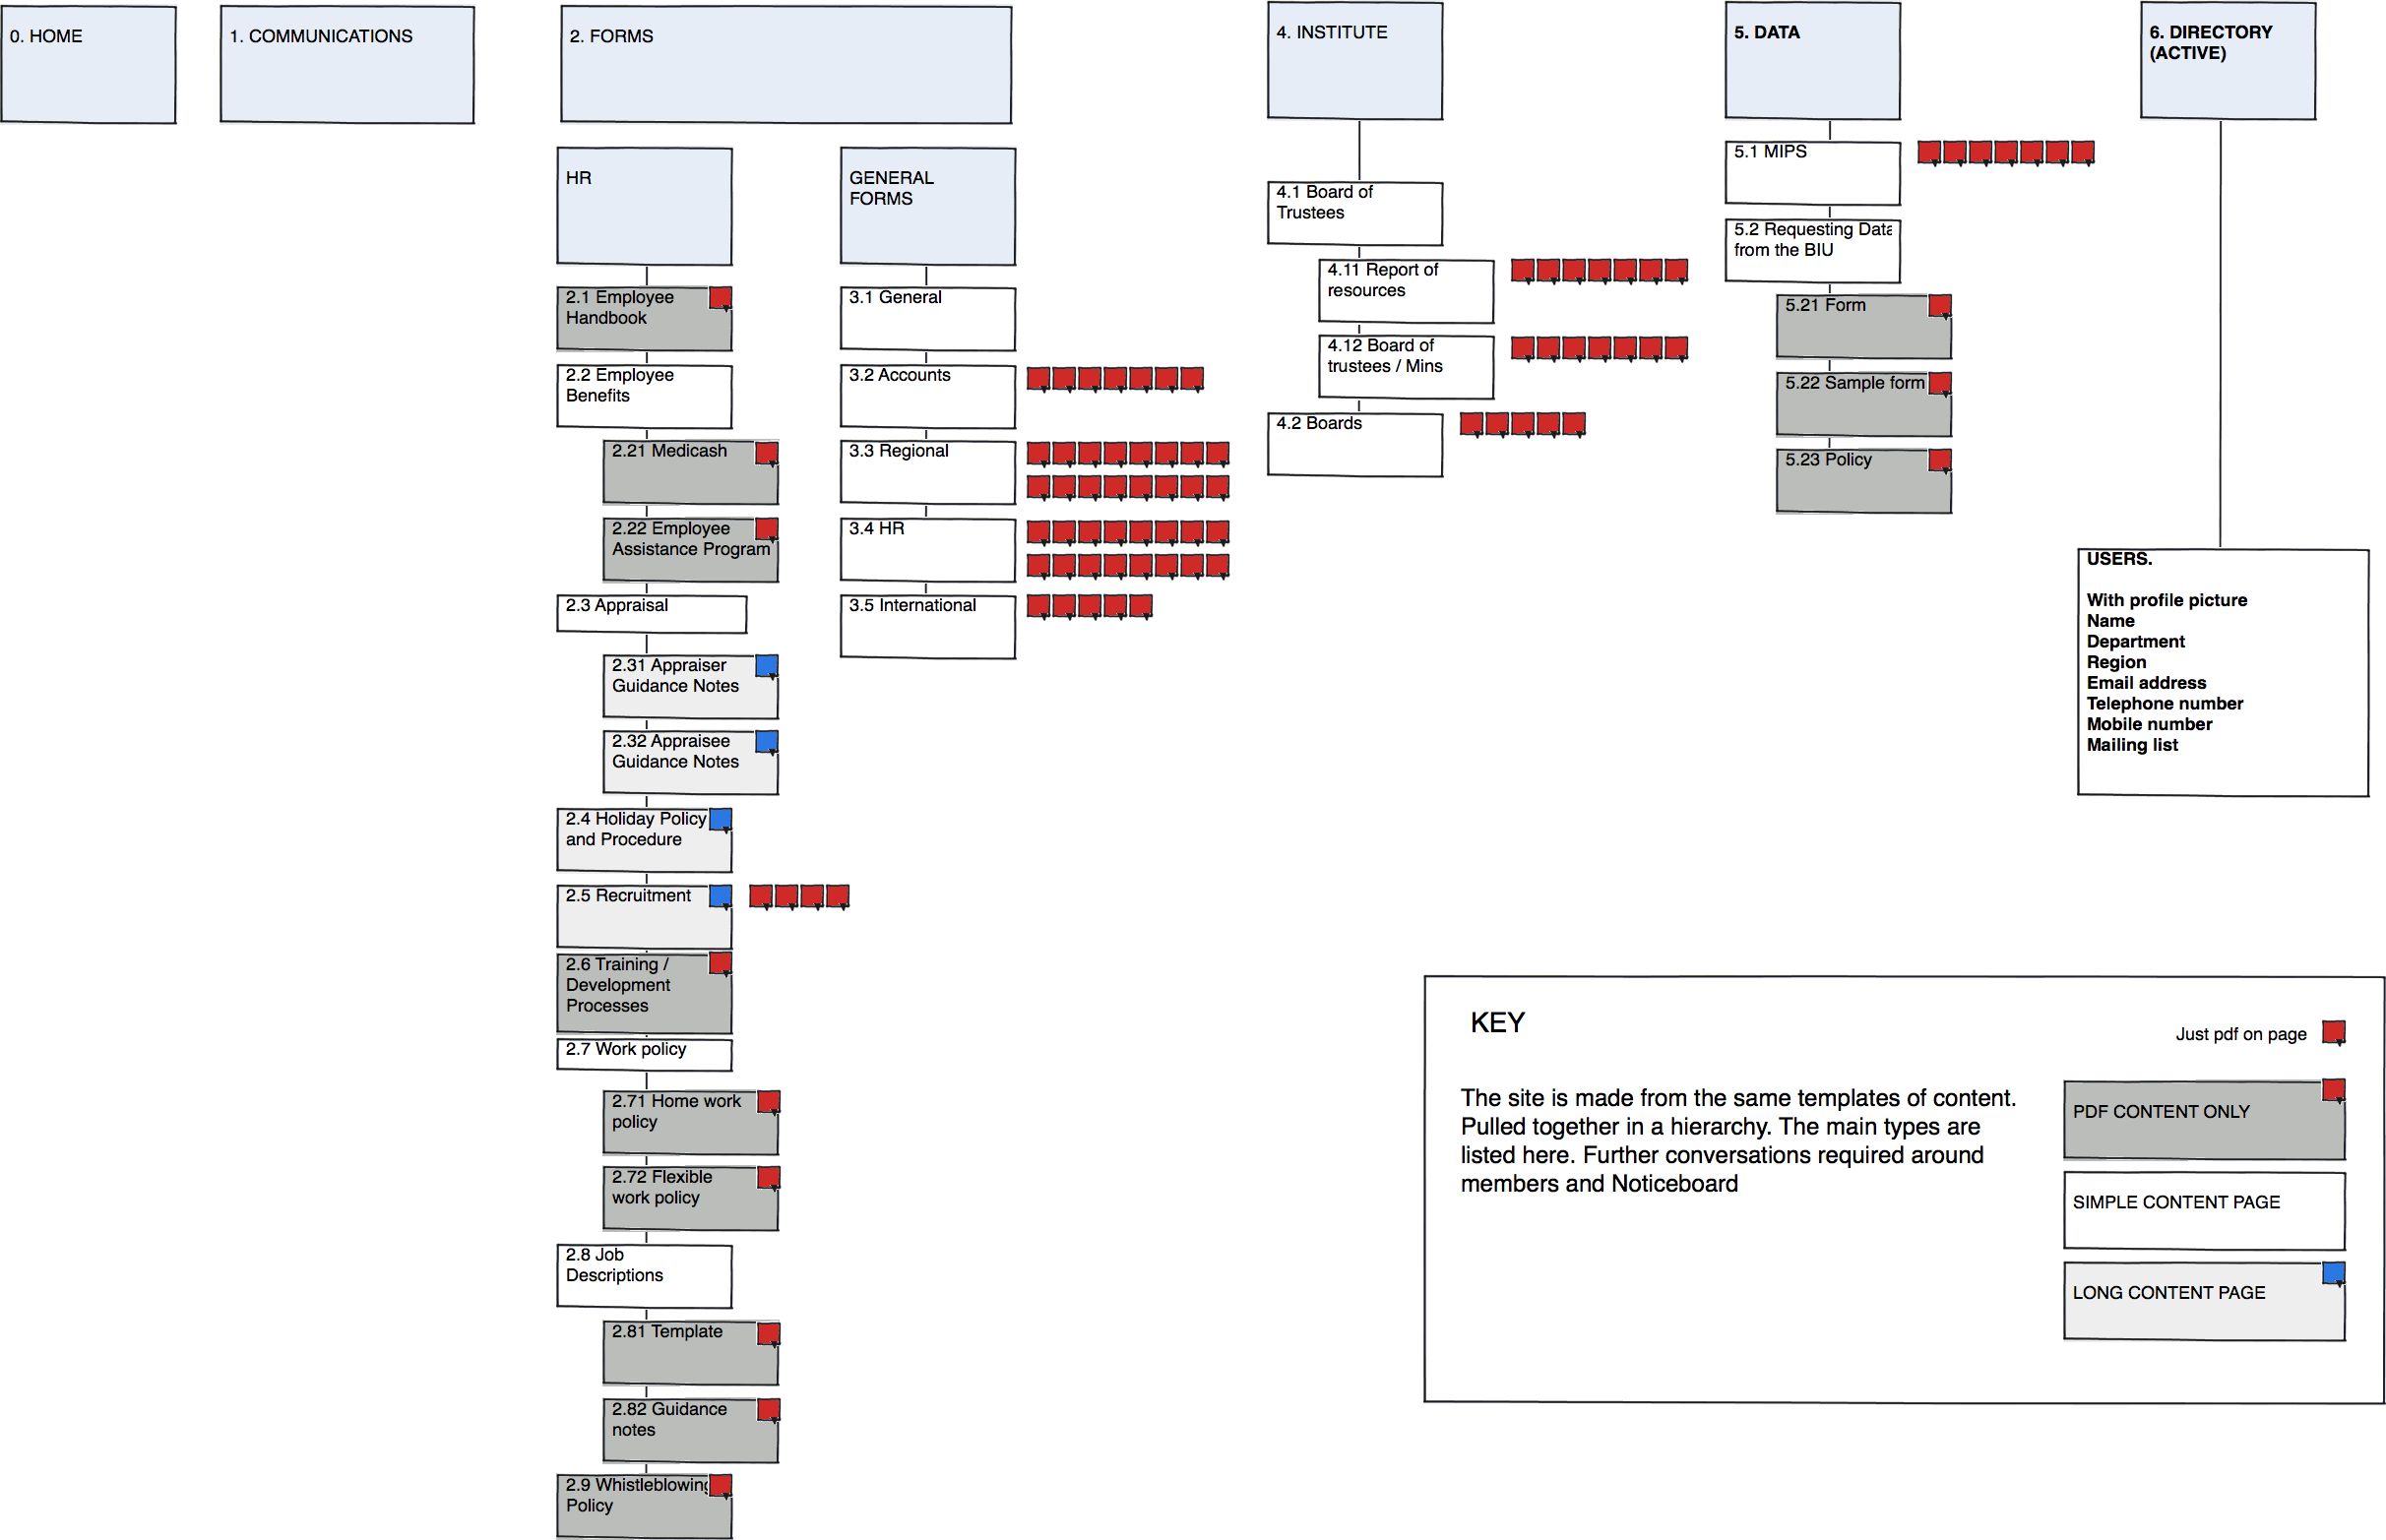 0. HOME
1. COMMUNICATIONS
2. FORMS
4. INSTITUTE
5. DATA
6. DIRECTORY
(ACTIVE)
HR
2.1 Employee
Handbook
2.2 Employee
Benefits
2.21 Medicash
2.22 Employee
Assistance Program
2.3 Appraisal
2.31 Appraiser
Guidance Notes
2.32 Appraisee
Guidance Notes
2.4 Holiday Policy
and Procedure
2.5 Recruitment
2.6 Training /
Development
Processes
2.7 Work policy
2.71 Home work
policy
2.72 Flexible
work policy
2.8 Job
Descriptions
2.81 Template
2.82 Guidance
notes
2.9 Whistleblowing
Policy
GENERAL
FORMS
3.1 General
3.2 Accounts
3.3 Regional
3.4 HR
3.5 International
4.1 Board of
Trustees
4.11 Report of
resources
4.12 Board of
trustees / Mins
4.2 Boards
5.1 MIPS
5.2 Requesting Data
from the BIU
5.21 Form
5.22 Sample form
5.23 Policy
USERS.
With profile picture
Name
Department
Region
Email address
Telephone number
Mobile number
Mailing list
KEY
The site is made from the same templates of content.
Pulled together in a hierarchy. The main types are
listed here. Further conversations required around
members and Noticeboard
Just pdf on page
PDF CONTENT ONLY
SIMPLE CONTENT PAGE
LONG CONTENT PAGE